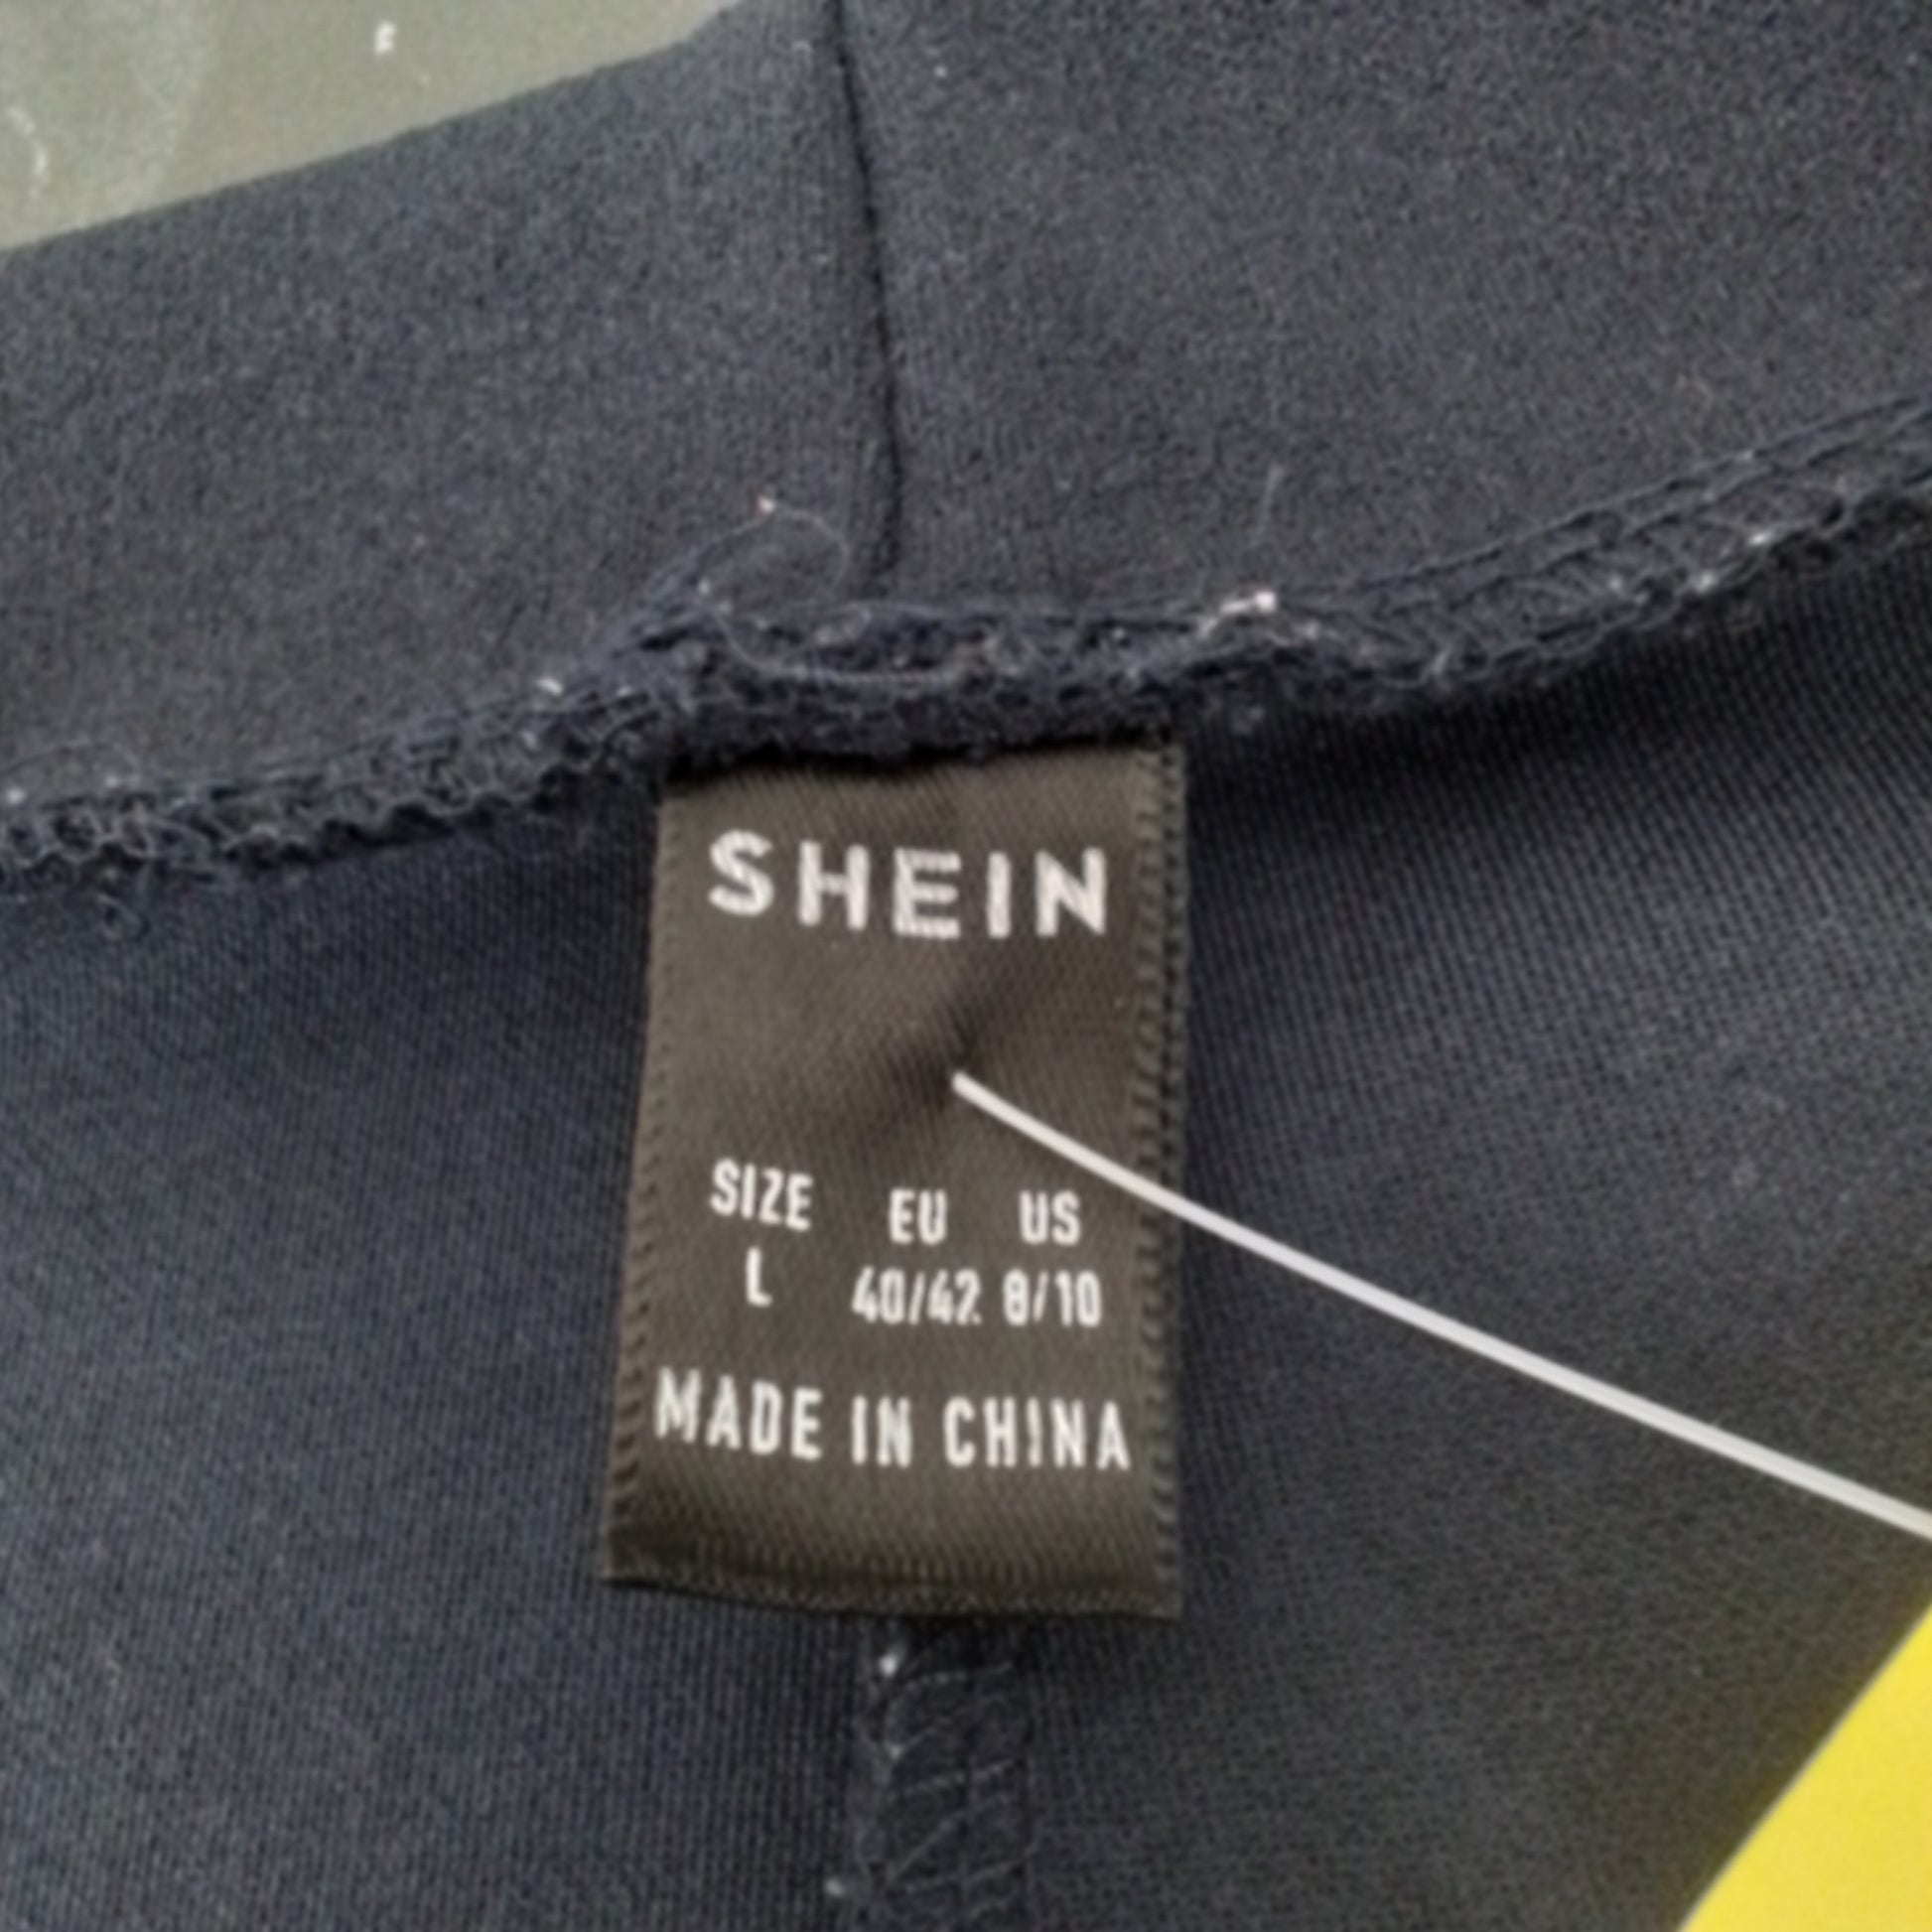 SHEIN
SIZE EU US
L 40/42 8/10
MADE IN CHINA